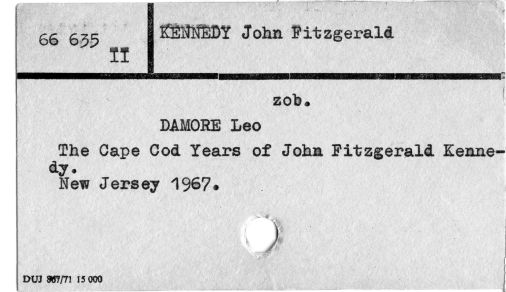 66 635
II
KENNEDY John Fitzgerald
zob.
DAMORE Leo
The Cape Cod Years of John Fitzgerald Kenne-
dy.
New Jersey 1967.
DUJ 867/71 15 000